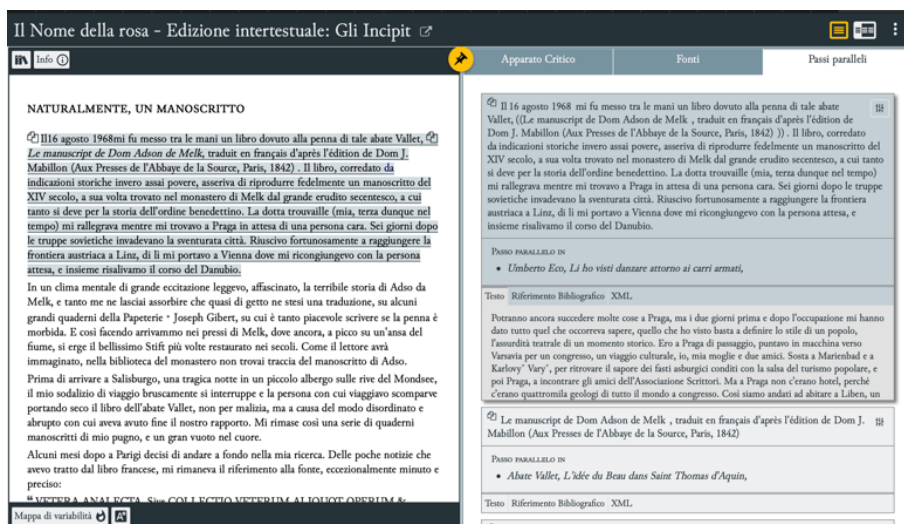 Il Nome della rosa - Edizione intertestuale: Gli Incipit
Info
NATURALMENTE, UN MANOSCRITTO
Il16 agosto 1968mi fu messo tra le mani un libro dovuto alla penna di tale abate Vallet,
Le manuscript de Dom Adson de Melk, traduit en français d'après l'édition de Dom J.
Mabillon (Aux Presses de l'Abbaye de la Source, Paris, 1842) . Il libro, corredato da
indicazioni storiche invero assai povere, asseriva di riprodurre fedelmente un manoscritto del
XIV secolo, a sua volta trovato nel monastero di Melk dal grande erudito secentesco, a cui
tanto si deve per la storia dell'ordine benedettino. La dotta trouvaille (mia, terza dunque nel
tempo) mi rallegrava mentre mi trovavo a Praga in attesa di una persona cara. Sei giorni dopo
le truppe sovietiche invadevano la sventurata città. Riuscivo fortunosamente a raggiungere la
frontiera austriaca a Linz, di lì mi portavo a Vienna dove mi ricongiungevo con la persona
attesa, e insieme risalivamo il corso del Danubio.
In un clima mentale di grande eccitazione leggevo, affascinato, la terribile storia di Adso da
Melk, e tanto me ne lasciai assorbire che quasi di getto ne stesi una traduzione, su alcuni
grandi quaderni della Papeterie · Joseph Gibert, su cui è tanto piacevole scrivere se la penna è
morbida. E così facendo arrivammo nei pressi di Melk, dove ancora, a picco su un'ansa del
fiume, si erge il bellissimo Stift più volte restaurato nei secoli. Come il lettore avrà
immaginato, nella biblioteca del monastero non trovai traccia del manoscritto di Adso.
Prima di arrivare a Salisburgo, una tragica notte in un piccolo albergo sulle rive del Mondsee,
il mio sodalizio di viaggio bruscamente si interruppe e la persona con cui viaggiavo scomparve
portando seco il libro dell'abate Vallet, non per malizia, ma a causa del modo disordinato e
abrupto con cui aveva avuto fine il nostro rapporto. Mi rimase così una serie di quaderni
manoscritti di mio pugno, e un gran vuoto nel cuore.
Alcuni mesi dopo a Parigi decisi di andare a fondo nella mia ricerca. Delle poche notizie che
avevo tratto dal libro francese, mi rimaneva il riferimento alla fonte, eccezionalmente minuto e
preciso:
" VETERA ANALECTA, Sive COLLECTIO VETERUM ALIQUOT OPERUM &
Mappa di variabilità
Apparato Critico
Fonti
Passi paralleli
Il 16 agosto 1968 mi fu messo tra le mani un libro dovuto alla penna di tale abate
Vallet, ((Le manuscript de Dom Adson de Melk , traduit en français d'après l'édition de
Dom J. Mabillon (Aux Presses de l'Abbaye de la Source, Paris, 1842) )) . Il libro, corredato
da indicazioni storiche invero assai povere, asseriva di riprodurre fedelmente un manoscritto del
XIV secolo, a sua volta trovato nel monastero di Melk dal grande erudito secentesco, a cui tanto
si deve per la storia dell'ordine benedettino. La dotta trouvaille (mia, terza dunque nel tempo)
mi rallegrava mentre mi trovavo a Praga in attesa di una persona cara. Sei giorni dopo le truppe
sovietiche invadevano la sventurata città. Riuscivo fortunosamente a raggiungere la frontiera
austriaca a Linz, di lì mi portavo a Vienna dove mi ricongiungevo con la persona attesa, e
insieme risalivamo il corso del Danubio.
PASSO PARALLELO IN
• Umberto Eco, Li ho visti danzare attorno ai carri armati,
Testo Riferimento Bibliografico XML
Potranno ancora succedere molte cose a Praga, ma i due giorni prima e dopo l'occupazione mi hanno
dato tutto quel che occorreva sapere, quello che ho visto basta a definire lo stile di un popolo,
l'assurdità teatrale di un momento storico. Ero a Praga di passaggio, puntavo in macchina verso
Varsavia per un congresso, un viaggio culturale, io, mia moglie e due amici. Sosta a Marienbad e a
Karlovy˘ Vary˘, per ritrovare il sapore dei fasti asburgici conditi con la salsa del turismo popolare, e
poi Praga, a incontrare gli amici dell'Associazione Scrittori. Ma a Praga non c'erano hotel, perché
c'erano quattromila geologi di tutto il mondo a congresso. Così siamo andati ad abitare a Liben, un
Le manuscript de Dom Adson de Melk , traduit en français d'après l'édition de Dom J.
Mabillon (Aux Presses de l'Abbaye de la Source, Paris, 1842)
PASSO PARALLELO IN
• Abate Vallet, L'idée du Beau dans Saint Thomas d'Aquin,
Testo Riferimento Bibliografico XML